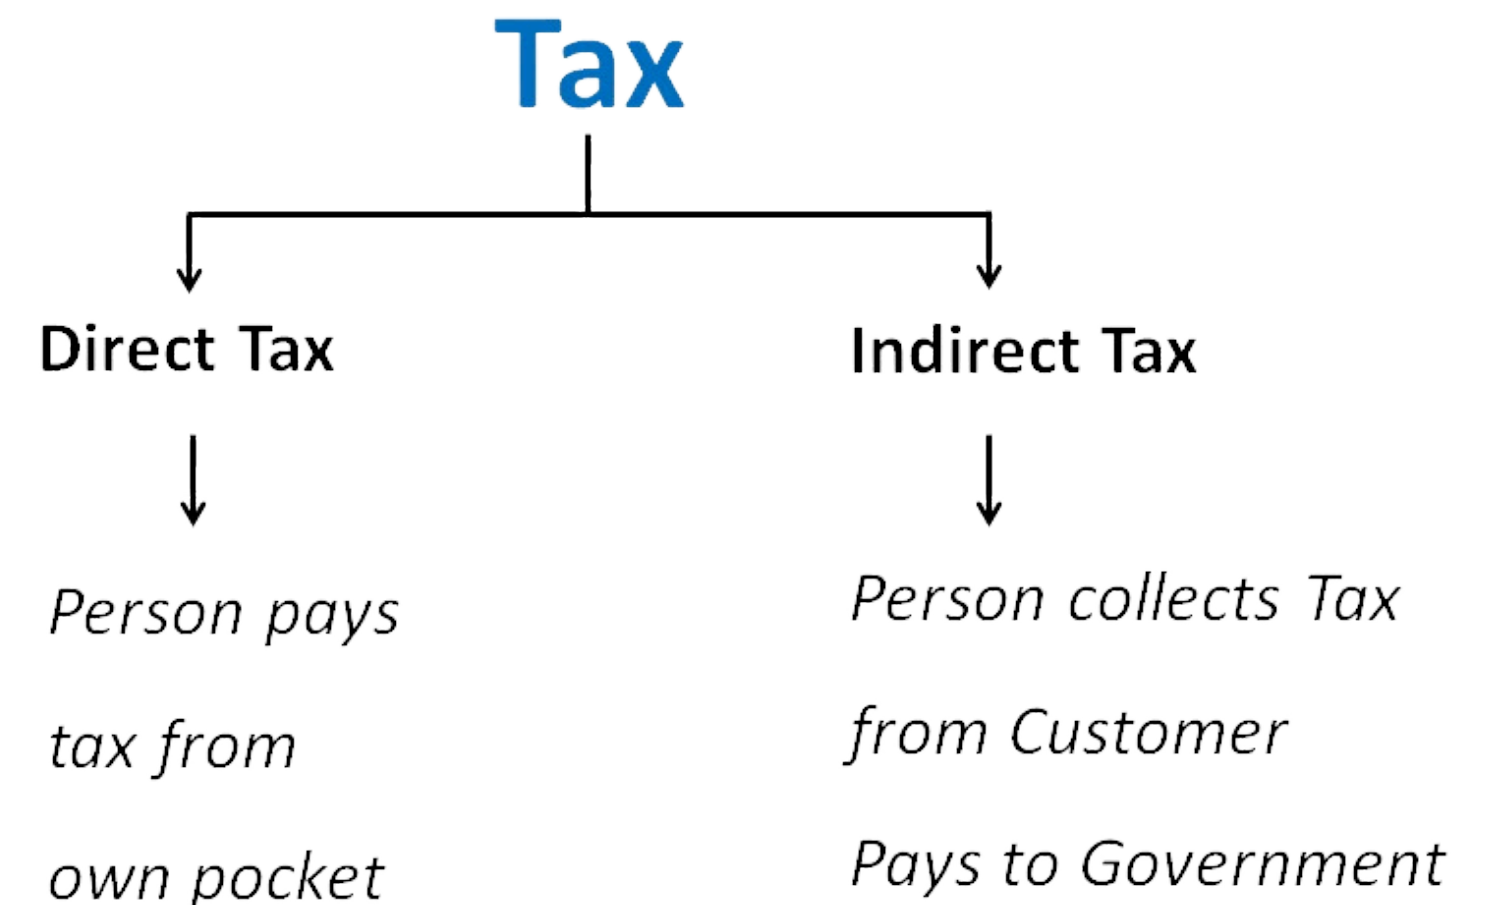 Tax
Direct Tax
Indirect Tax
Person pays
tax from
own pocket
Person collects Tax
from Customer
Pays to Government